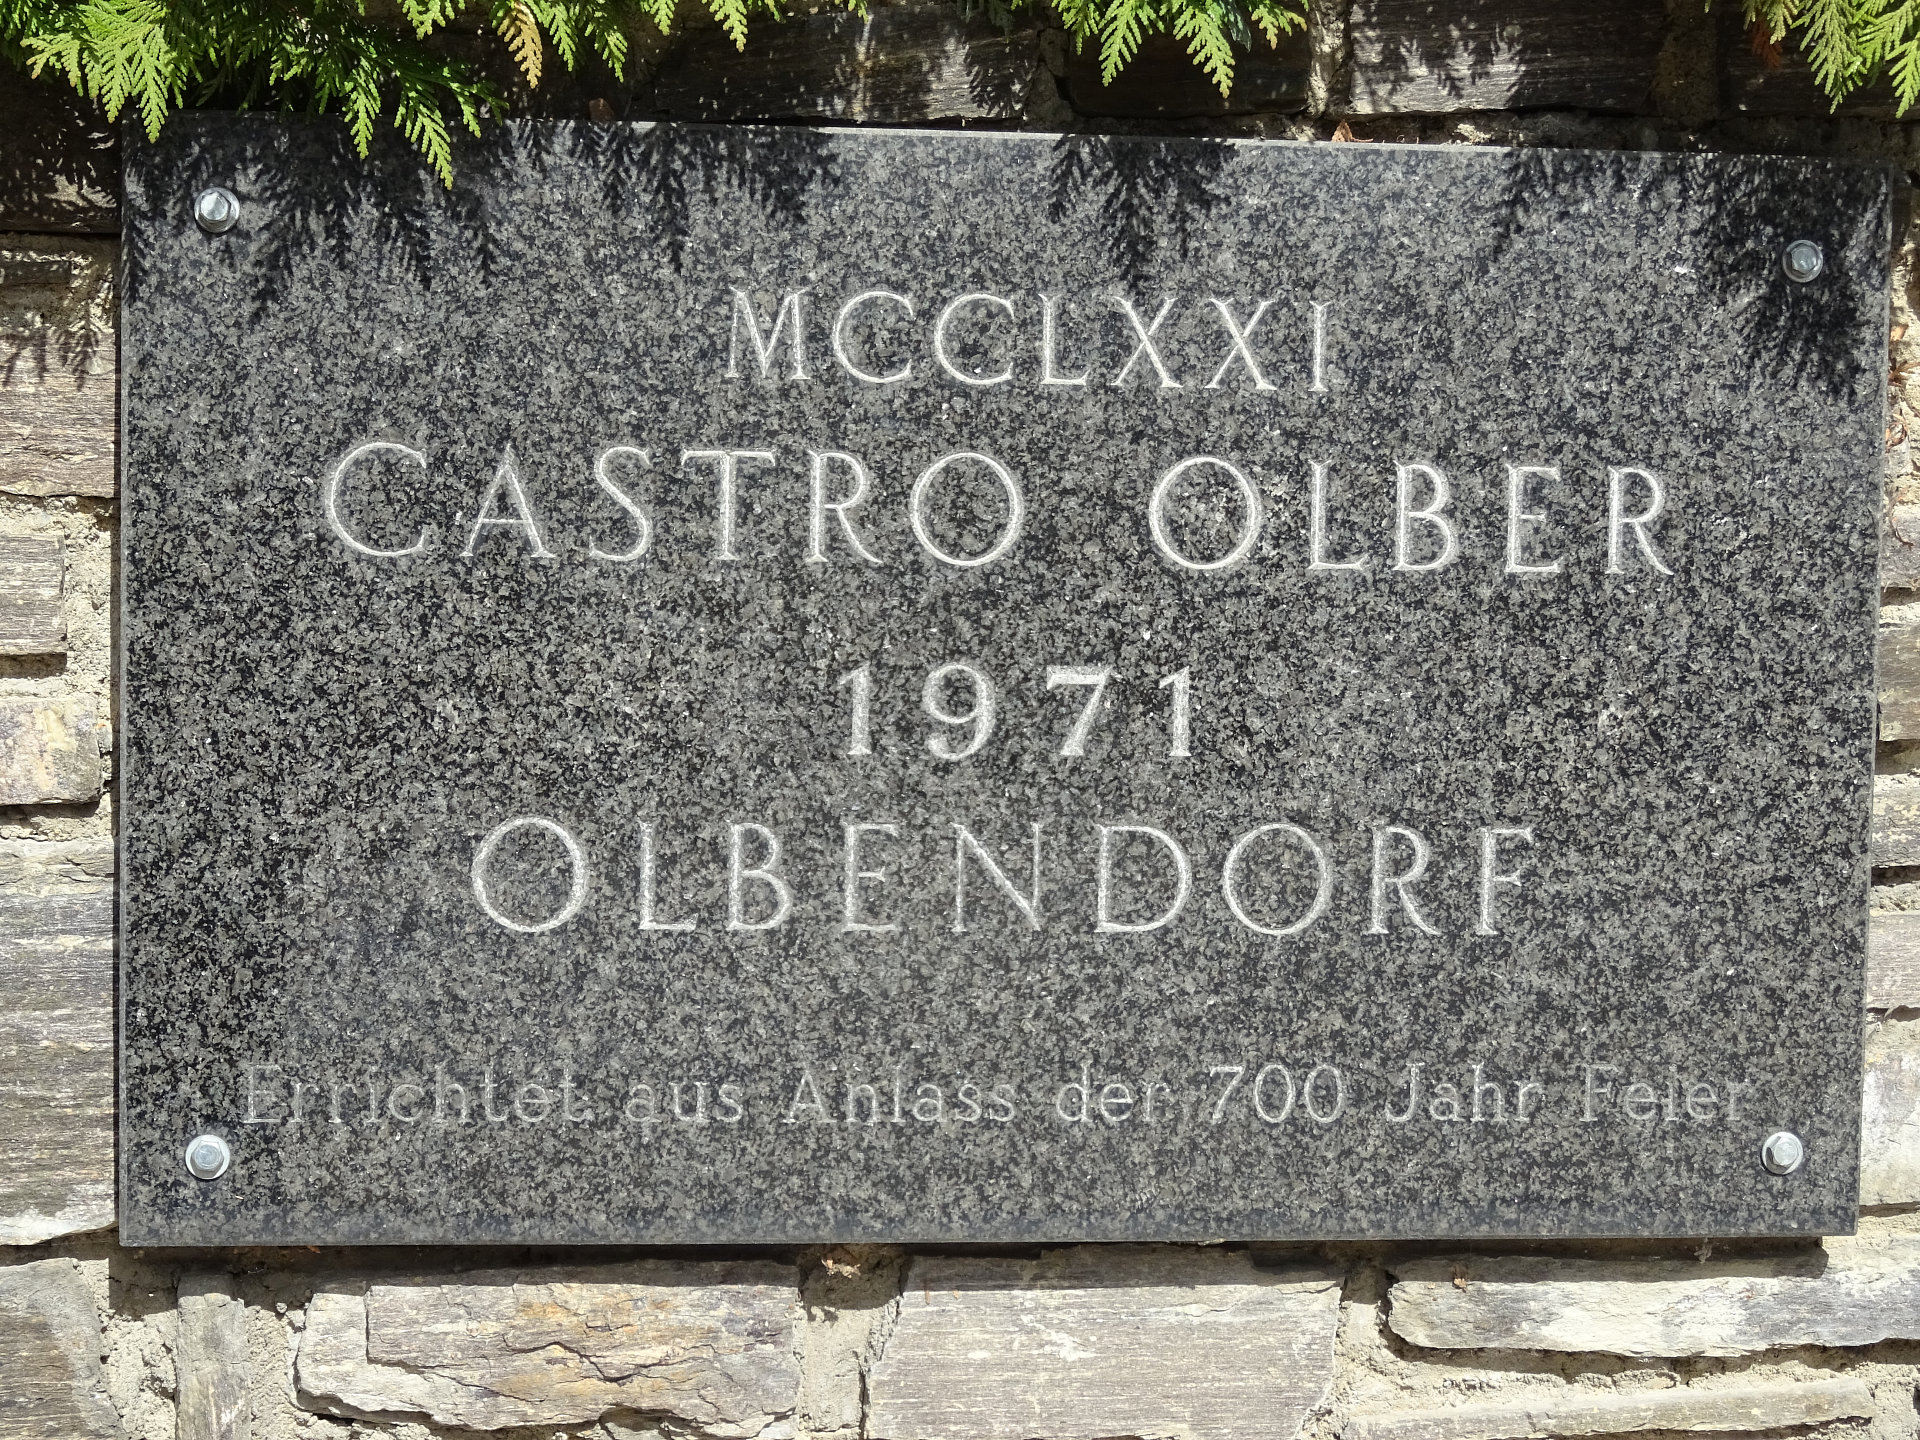 MCCLXXI
CASTRO OLBER
1971
OLBENDORF
Errichtet aus Anlass der 700 Jahr Feier